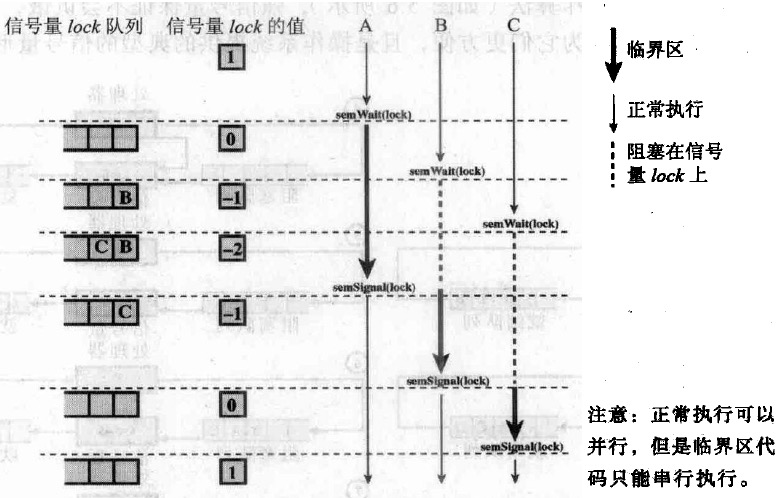 信号量 lock 队列 信号量 lock 的值 A B C
1
临界区
正常执行
semWait(lock)
0
阻塞在信号
量 lock 上
semWait(lock)
B -1
semWait(lock)
C B -2
semSignal(lock)
C -1
semSignal(lock)
0
注意：正常执行可以
并行，但是临界区代
码只能串行执行。
semSignal(lock)
1